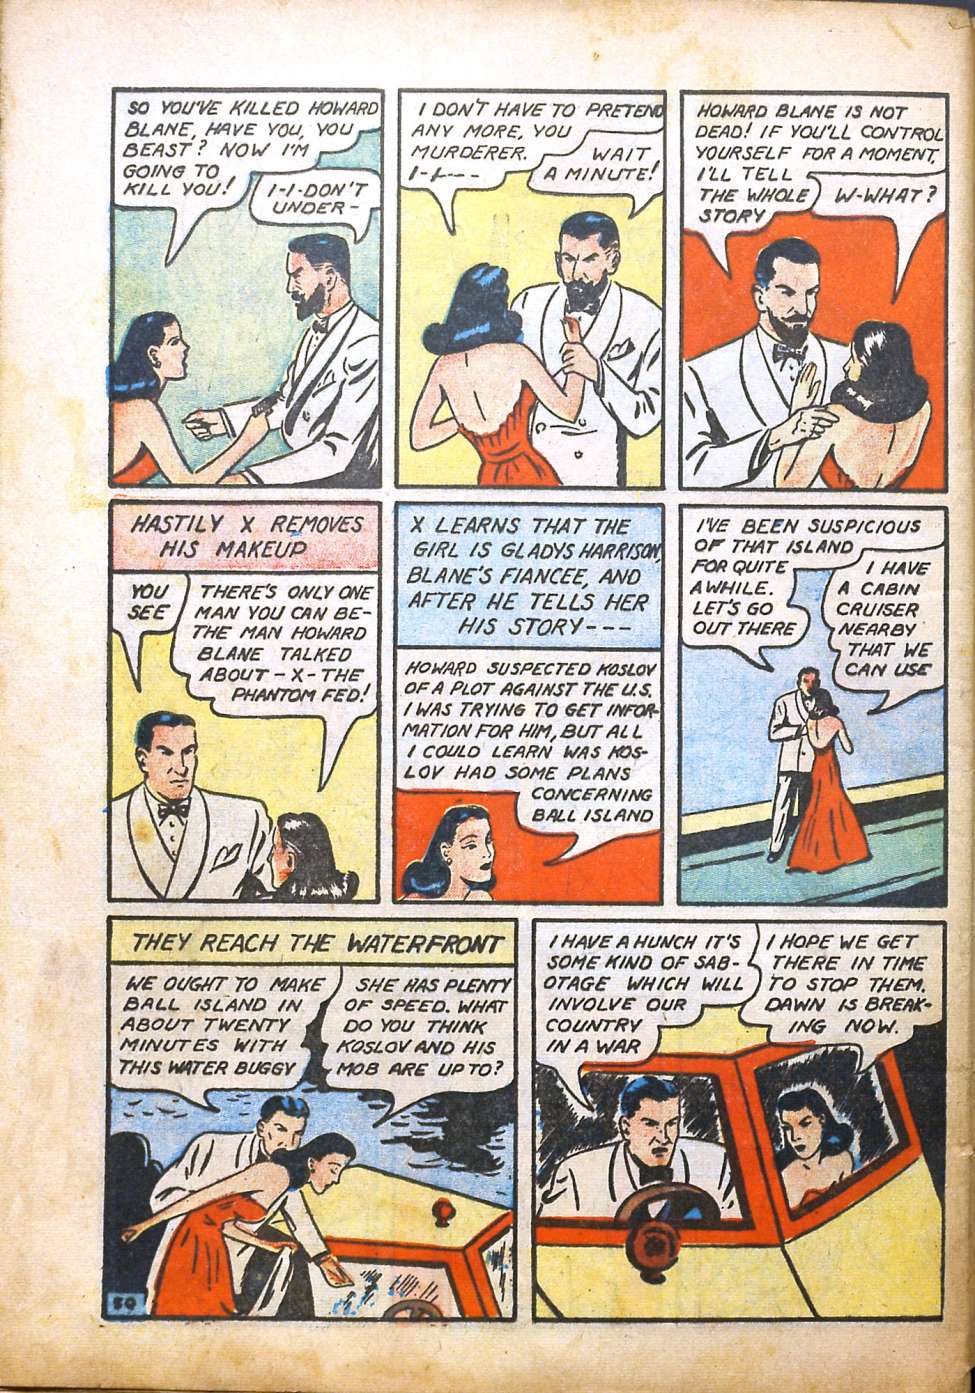 SO YOU'VE KILLED HOWARD
BLANE, HAVE YOU, YOU
BEAST? NOW I'M
GOING TO
KILL YOU!
I-I-DON'T
UNDER-
I DON'T HAVE TO PRETEND
ANY MORE, YOU
MURDERER.
I-I---
WAIT
A MINUTE!
HOWARD BLANE IS NOT
DEAD! IF YOU'LL CONTROL
YOURSELF FOR A MOMENT,
I'LL TELL
THE WHOLE
STORY
W-WHAT?
HASTILY X REMOVES
HIS MAKEUP
YOU
SEE
THERE'S ONLY ONE
MAN YOU CAN BE-
THE MAN HOWARD
BLANE TALKED
ABOUT-X-THE
PHANTOM FED!
X LEARNS THAT THE
GIRL IS GLADYS HARRISON,
BLANE'S FIANCEE, AND
AFTER HE TELLS HER
HIS STORY---
HOWARD SUSPECTED KOSLOV
OF A PLOT AGAINST THE U.S.
I WAS TRYING TO GET INFOR-
MATION FOR HIM, BUT ALL
I COULD LEARN WAS KOS-
LOV HAD SOME PLANS
CONCERNING
BALL ISLAND
I'VE BEEN SUSPICIOUS
OF THAT ISLAND
FOR QUITE
AWHILE.
LET'S GO
OUT THERE
I HAVE
A CABIN
CRUISER
NEARBY
THAT WE
CAN USE
THEY REACH THE WATERFRONT
WE OUGHT TO MAKE
BALL ISLAND IN
ABOUT TWENTY
MINUTES WITH
THIS WATER BUGGY
SHE HAS PLENTY
OF SPEED. WHAT
DO YOU THINK
KOSLOV AND HIS
MOB ARE UP TO?
I HAVE A HUNCH IT'S
SOME KIND OF SAB-
OTAGE WHICH WILL
INVOLVE OUR
COUNTRY
IN A WAR
I HOPE WE GET
THERE IN TIME
TO STOP THEM.
DAWN IS BREAK-
ING NOW.